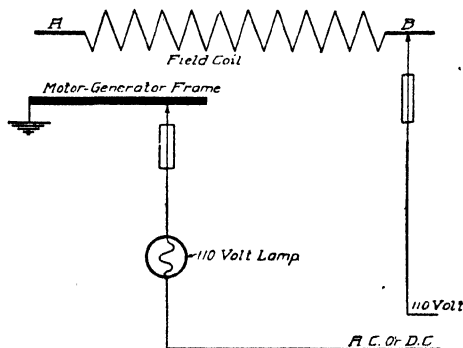 A
B
Field Coil
Motor-Generator Frame
110 Volt Lamp
110 Volt
A.C. Or D.C.